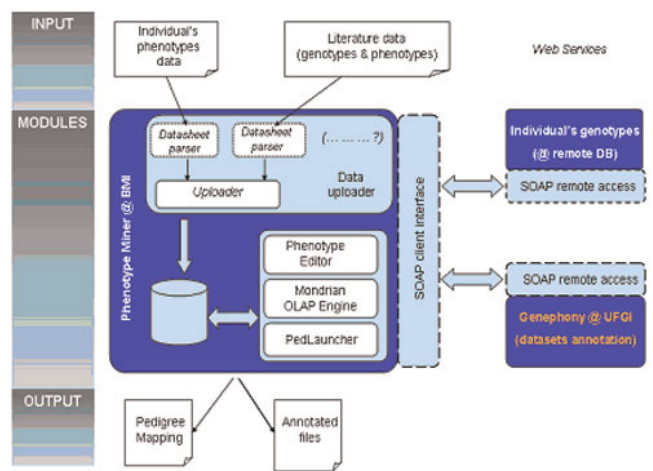 INPUT
Individual's
phenotypes
data
Literature data
(genotypes & phenotypes)
Web Services
MODULES
Phenotype Miner @ BMI
Datasheet
parser
Datasheet
parser
(... ... ... ?)
Uploader
Data
uploader
Phenotype
Editor
Mondrian
OLAP Engine
PedLauncher
SOAP client interface
Individual's genotypes
(@ remote DB)
SOAP remote access
SOAP remote access
Genephony @ UFGI
(datasets annotation)
OUTPUT
Pedigree
Mapping
Annotated
files